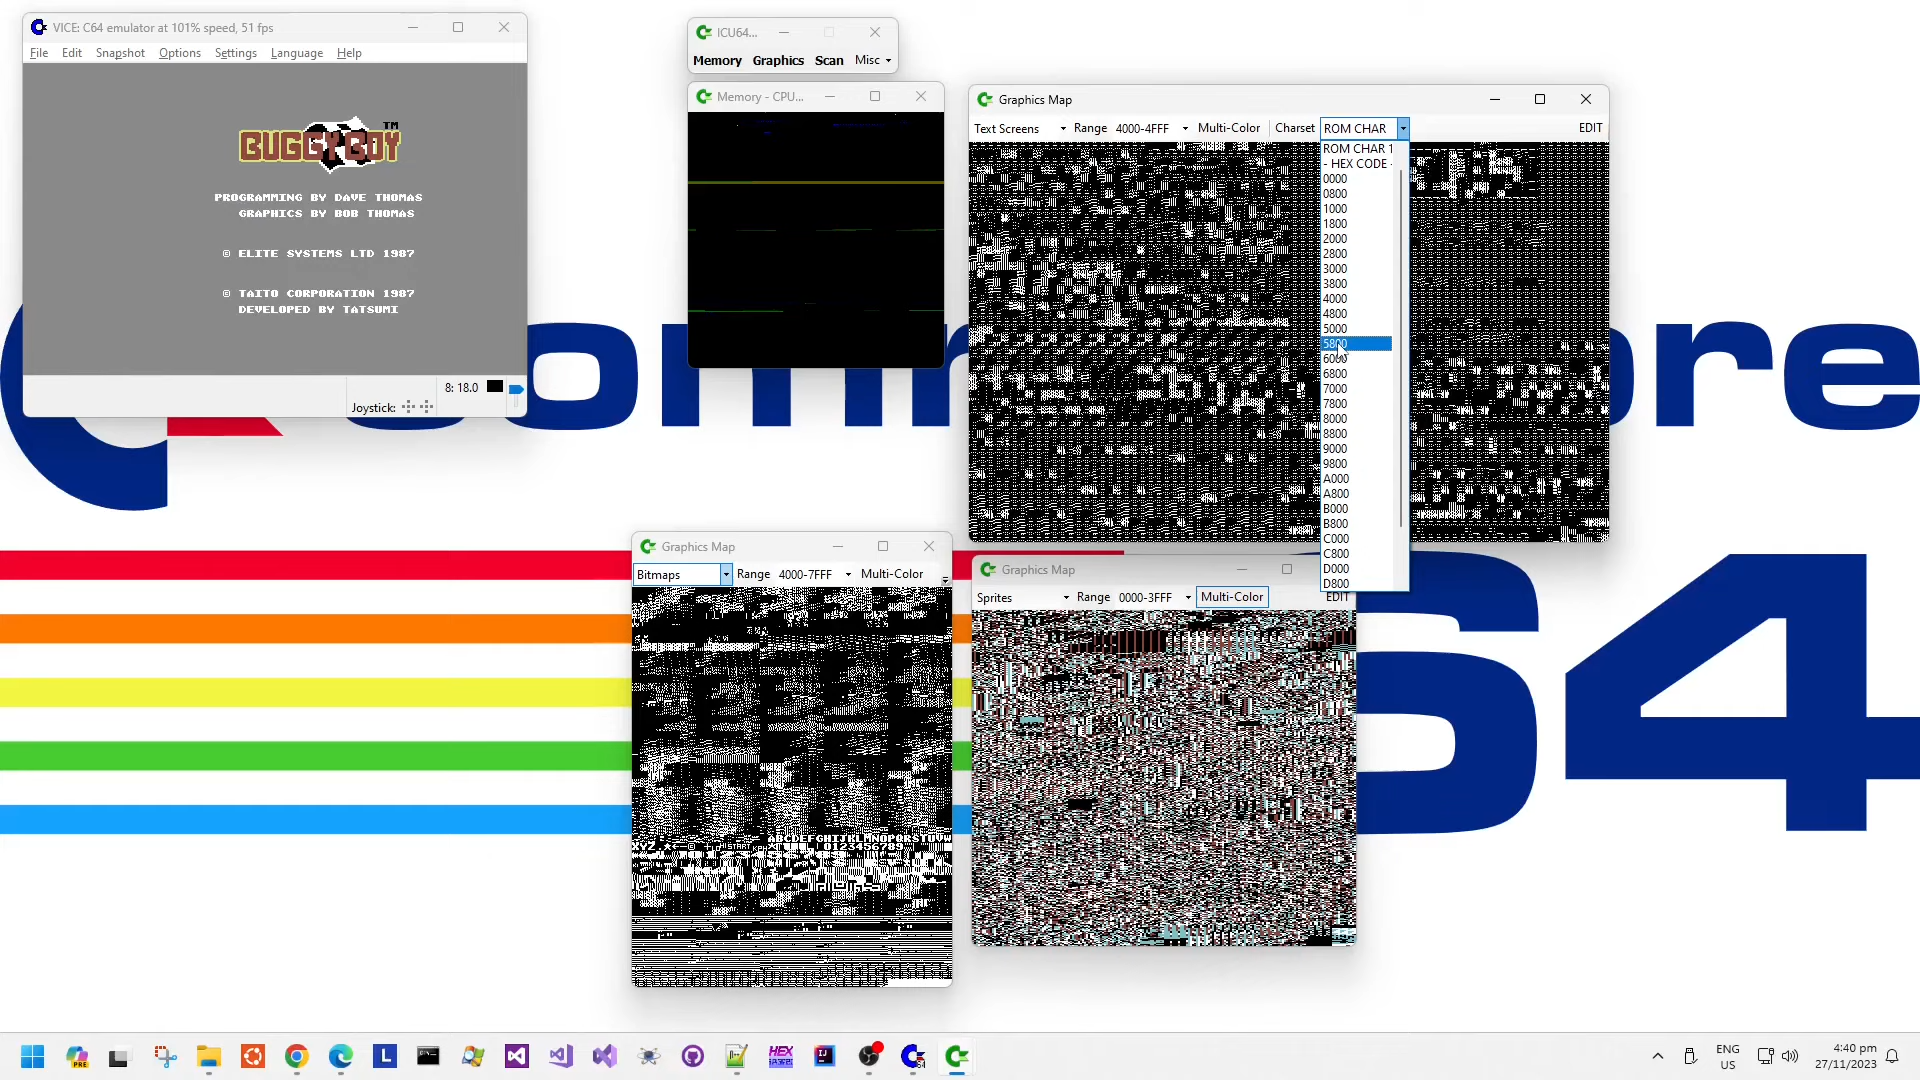 VICE: C64 emulator at 101% speed, 51 fps
File Edit Snapshot Options Settings Language Help
BUGGY BOY TM
PROGRAMMING BY DAVE THOMAS
GRAPHICS BY BOB THOMAS
© ELITE SYSTEMS LTD 1987
© TAITO CORPORATION 1987
DEVELOPED BY TATSUMI
8: 18.0
Joystick:
ICU64...
Memory Graphics Scan Misc
Memory - CPU...
Graphics Map
Text Screens Range 4000-4FFF Multi-Color Charset ROM CHAR EDIT
ROM CHAR 1
- HEX CODE -
0000
0800
1000
1800
2000
2800
3000
3800
4000
4800
5000
5800
6000
6800
7000
7800
8000
8800
9000
9800
A000
A800
B000
B800
C000
C800
D000
D800
Graphics Map
Bitmaps Range 4000-7FFF Multi-Color
ABCDEFGHIJKLMNOPQRSTUVW
XYZ
0123456789
Graphics Map
Sprites Range 0000-3FFF Multi-Color EDIT
64
ENG
US
4:40 pm
27/11/2023